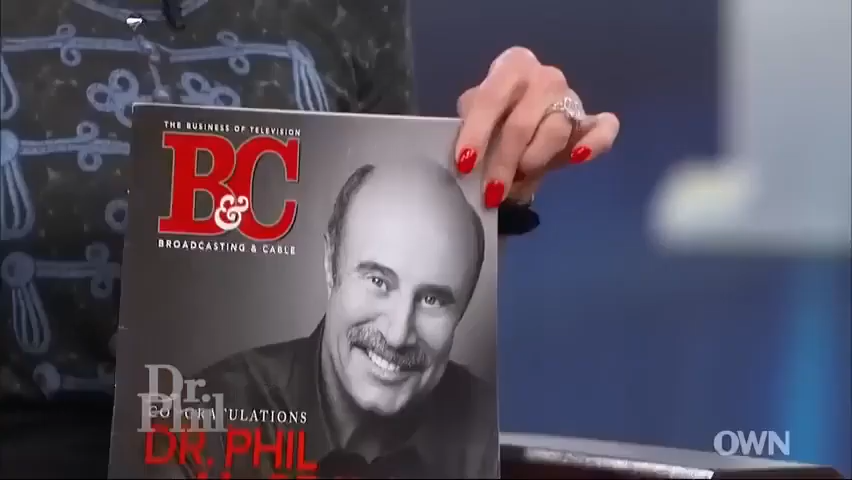 THE BUSINESS OF TELEVISION
B&C
BROADCASTING & CABLE
Dr.
Phil
CONGRATULATIONS
DR. PHIL
OWN